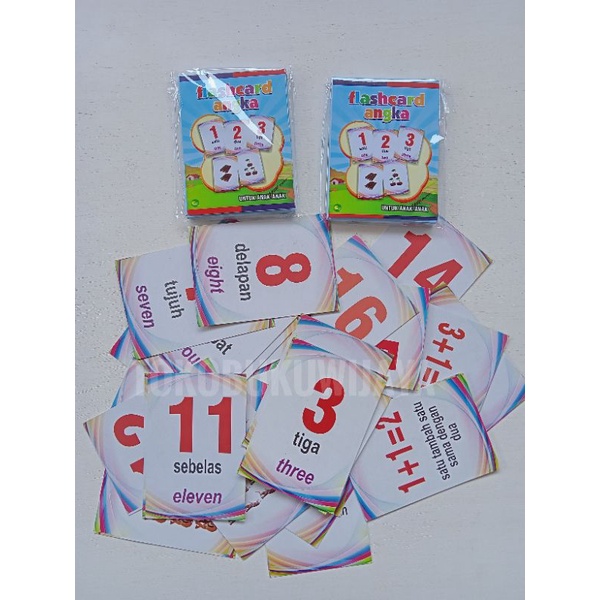 flashcard
angka
1 2 3
UNTUK ANAK-ANAK
flashcard
angka
1 2 3
UNTUK ANAK-ANAK
8
delapan
eight
tujuh
seven
14
16
3+1=
TOKOBUKUWIJAYA
11
sebelas
eleven
3
tiga
three
1+1=2
satu tambah satu
sama dengan
dua